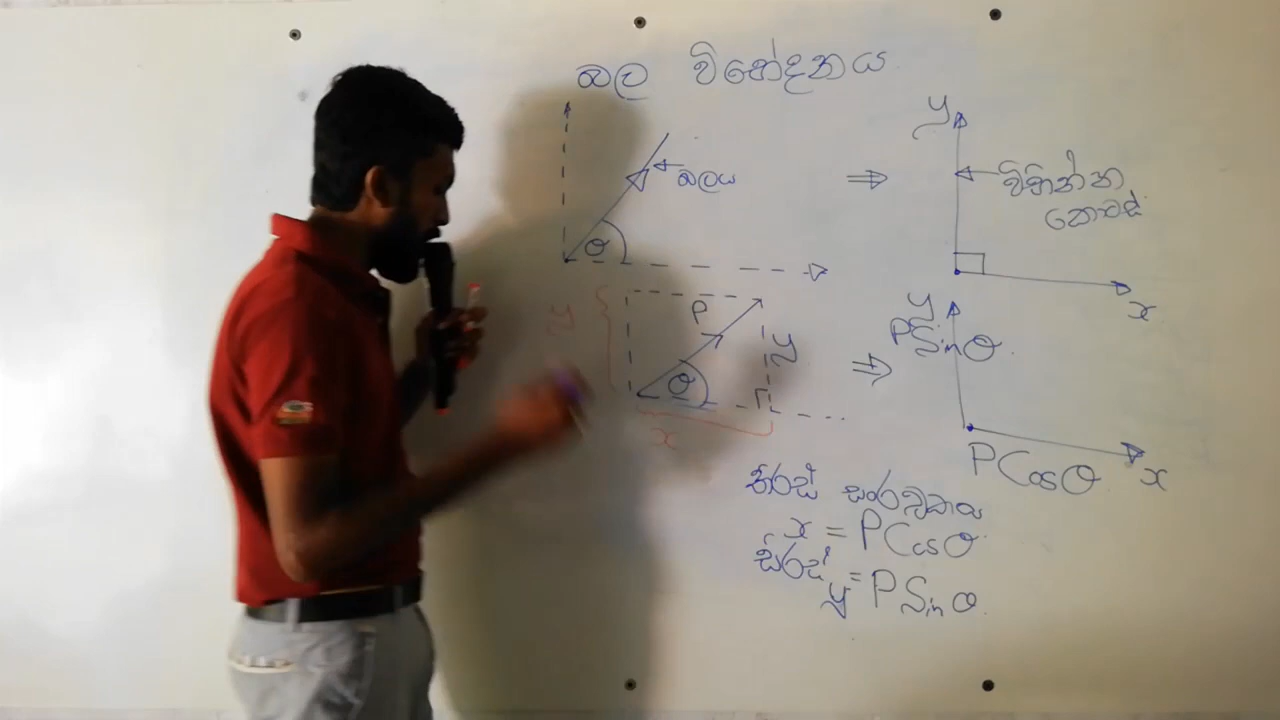 බල විභේදනය
බලය
θ
⇒
y
විභින්න
කොටස්
x
P
θ
y
x
y
⇒
y
PSinθ
PCosθ
x
තිරස් සංරචකය
x = PCosθ
සිරස්
y = PSinθ